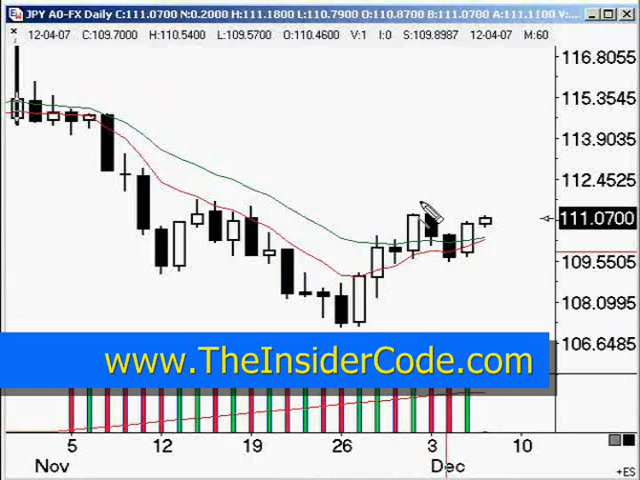 JPY A0-FX Daily C:111.0700 N:0.2000 H:111.1800 L:110.7900 O:110.8700 B:111.0700 A:111.1100 V:...
12-04-07 C:109.7000 H:110.5400 L:109.5700 O:110.4600 V:1 I:0 S:109.8987 12-04-07 M:60
116.8055
115.3545
113.9035
112.4525
111.0700
109.5505
108.0995
106.6485
www.TheInsiderCode.com
5 12 19 26 3 10
Nov Dec
+ES